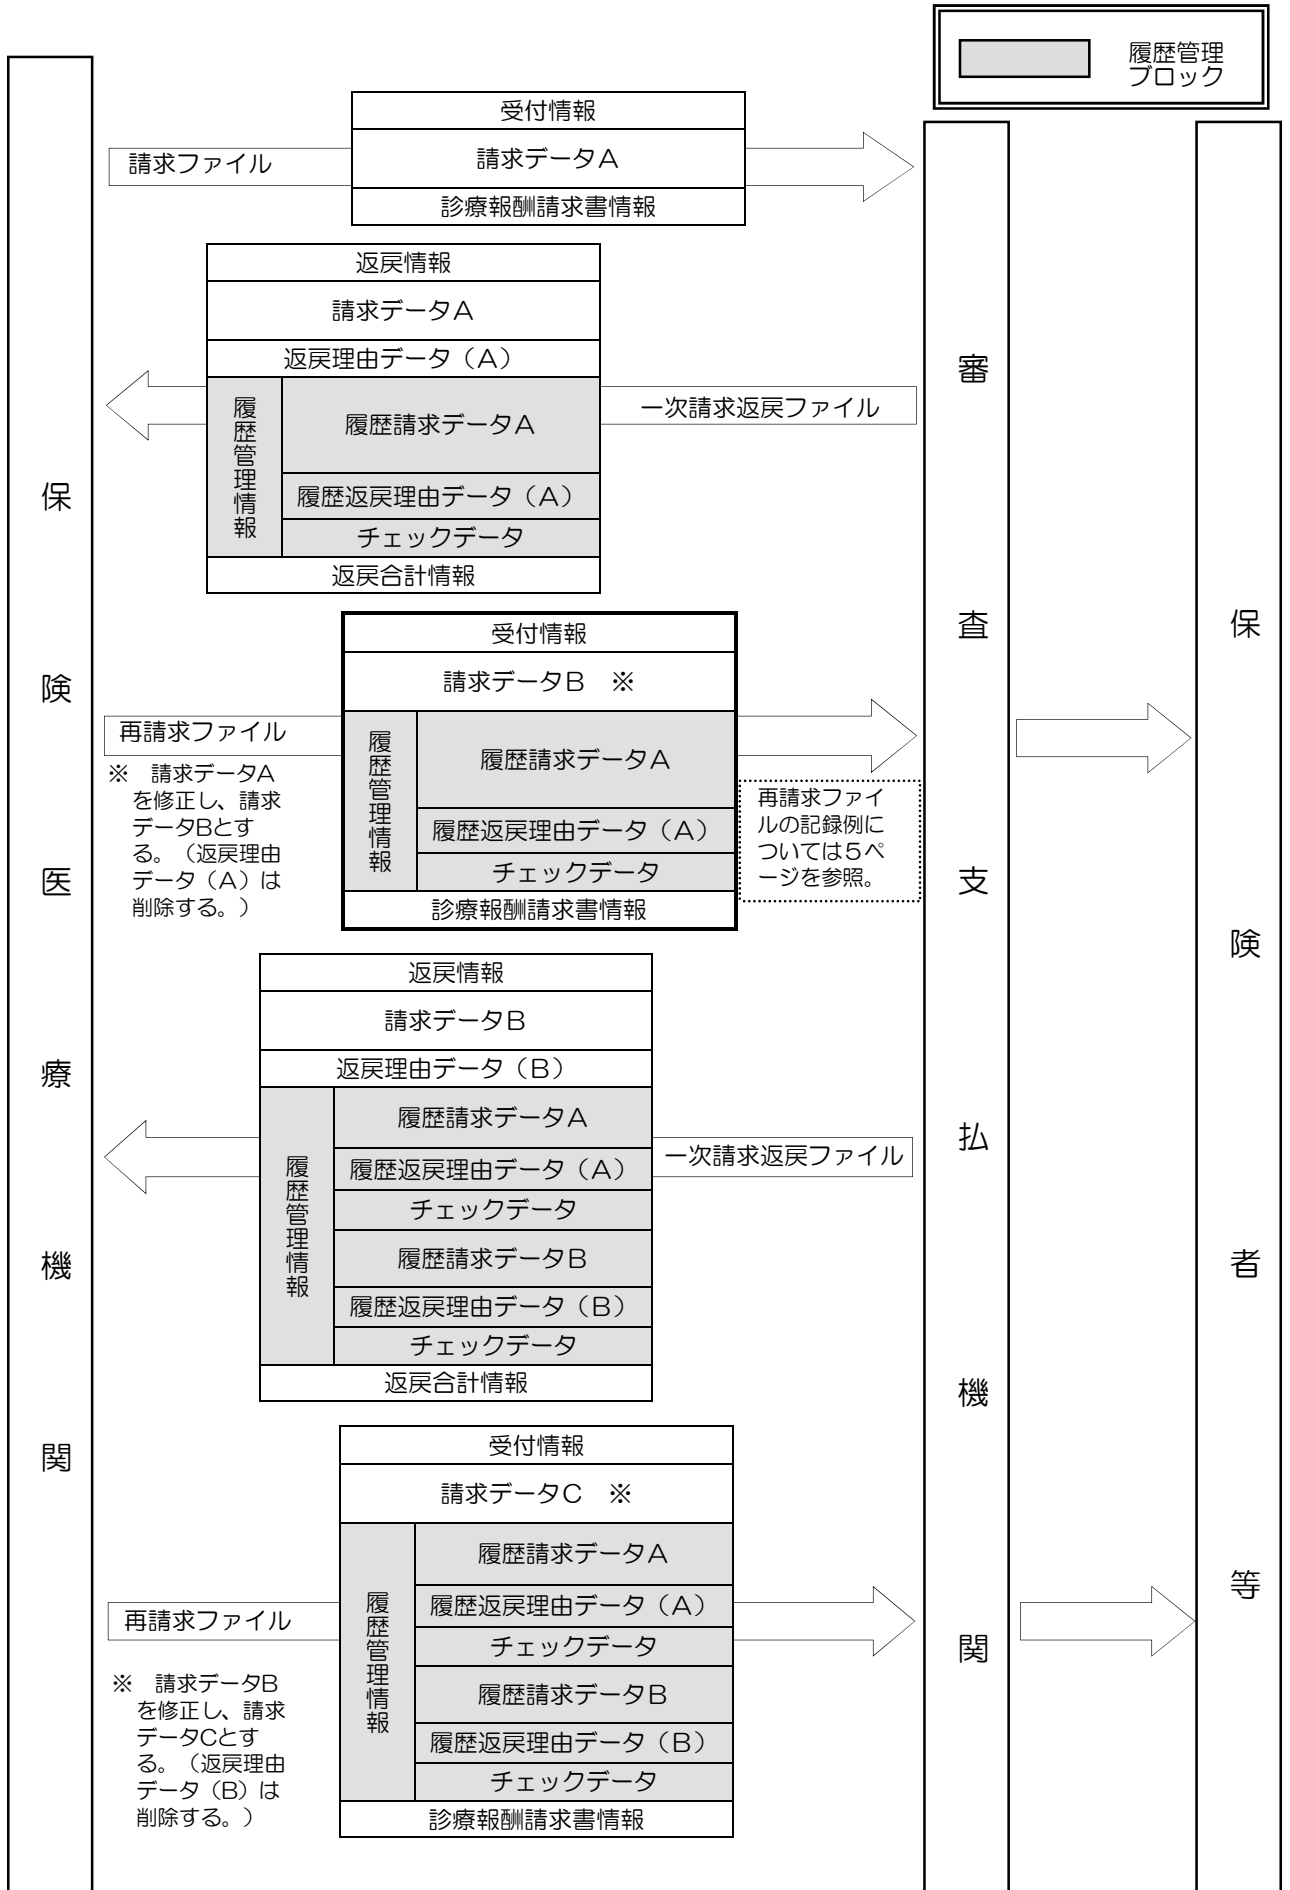 履歴管理
ブロック
保険医療機関
審査支払機関
保険者等
請求ファイル
受付情報
請求データA
診療報酬請求書情報
返戻情報
請求データA
返戻理由データ（A）
履歴管理情報
履歴請求データA
履歴返戻理由データ（A）
チェックデータ
返戻合計情報
一次請求返戻ファイル
再請求ファイル
※　請求データA
を修正し、請求
データBとす
る。（返戻理由
データ（A）は
削除する。）
受付情報
請求データB　※
履歴管理情報
履歴請求データA
履歴返戻理由データ（A）
チェックデータ
診療報酬請求書情報
再請求ファイ
ルの記録例に
ついては５ペ
ージを参照。
返戻情報
請求データB
返戻理由データ（B）
履歴管理情報
履歴請求データA
履歴返戻理由データ（A）
チェックデータ
履歴請求データB
履歴返戻理由データ（B）
チェックデータ
返戻合計情報
一次請求返戻ファイル
再請求ファイル
※　請求データB
を修正し、請求
データCとす
る。（返戻理由
データ（B）は
削除する。）
受付情報
請求データC　※
履歴管理情報
履歴請求データA
履歴返戻理由データ（A）
チェックデータ
履歴請求データB
履歴返戻理由データ（B）
チェックデータ
診療報酬請求書情報